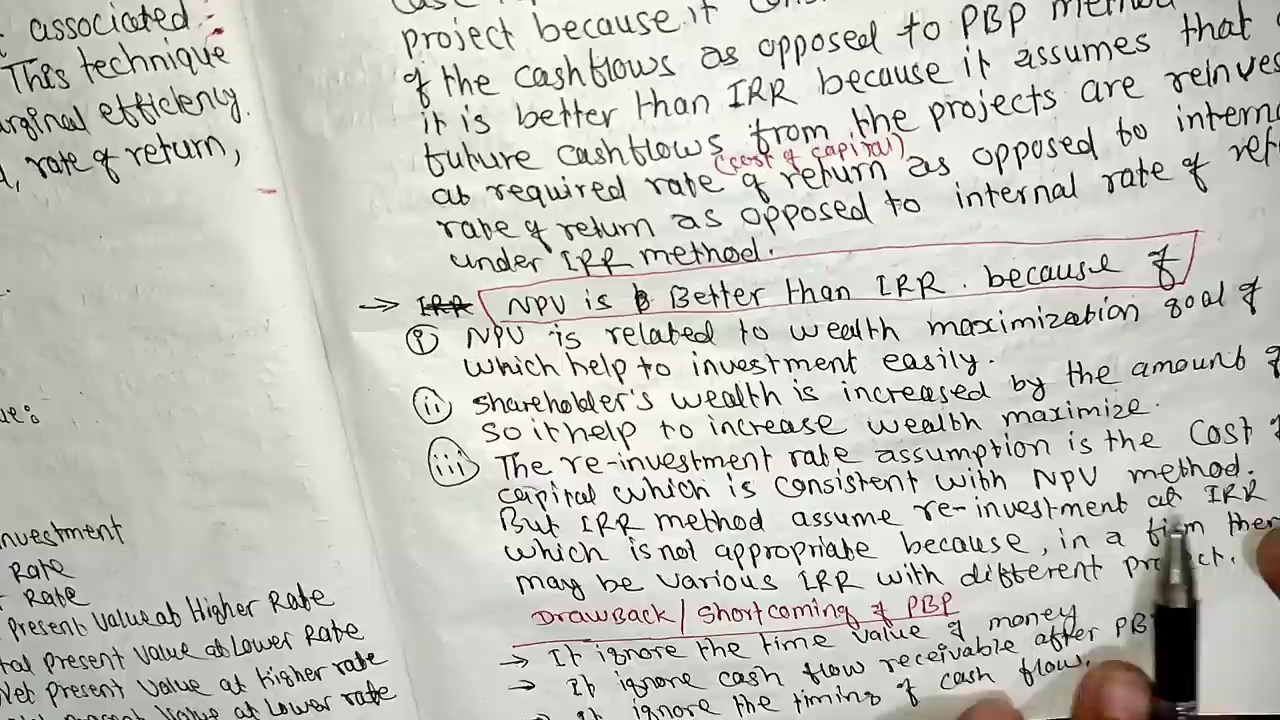 associated
This technique
efficiency.
rate of return,
investment
Rate
Rate
Present value at Higher Rate
present value at Lower Rate
Net present value at higher rate
value at Lower rate
project because it
of the cashflows as opposed to PBP method
it is better than IRR because it assumes that
future cashflows from the projects are
(cost of capital)
at required rate of return as opposed to
rate of return as opposed to internal rate of
under IRR method.
→ IRR NPV is B Better than IRR. because of
(i) NPV is related to wealth maximization goal of
which help to investment easily.
(ii) shareholder's wealth is increased by the amount of
so it help to increase wealth maximize.
(iii) The re-investment rate assumption is the cost of
capital which is consistent with NPV method.
But IRR method assume re-investment at IRR
which is not appropriate because, in a firm
may be various IRR with different
DrawBack / Shortcoming of PBP
→ It ignore the time value of money
→ It ignore cash flow receivable after
→ It ignore the timing of cash flow.